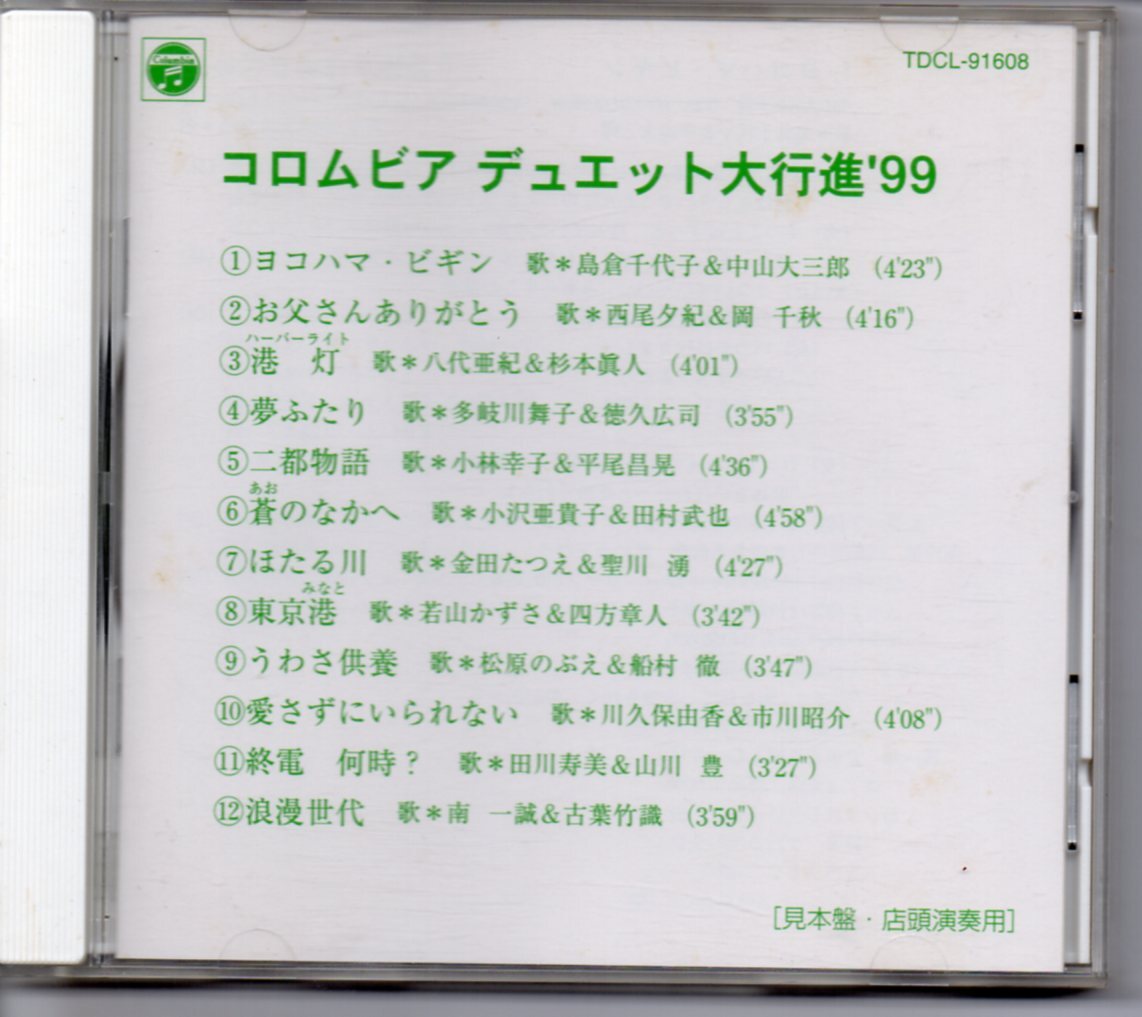 Columbia
TDCL-91608
コロムビア デュエット大行進'99
①ヨコハマ・ビギン 歌＊島倉千代子＆中山大三郎 (4'23")
②お父さんありがとう 歌＊西尾夕紀＆岡 千秋 (4'16")
ハーバーライト
③港 灯 歌＊八代亜紀＆杉本眞人 (4'01")
④夢ふたり 歌＊多岐川舞子＆徳久広司 (3'55")
⑤二都物語 歌＊小林幸子＆平尾昌晃 (4'36")
あお
⑥蒼のなかへ 歌＊小沢亜貴子＆田村武也 (4'58")
⑦ほたる川 歌＊金田たつえ＆聖川 湧 (4'27")
みなと
⑧東京港 歌＊若山かずさ＆四方章人 (3'42")
⑨うわさ供養 歌＊松原のぶえ＆船村 徹 (3'47")
⑩愛さずにいられない 歌＊川久保由香＆市川昭介 (4'08")
⑪終電 何時？ 歌＊田川寿美＆山川 豊 (3'27")
⑫浪漫世代 歌＊南 一誠＆古葉竹識 (3'59")
［見本盤・店頭演奏用］